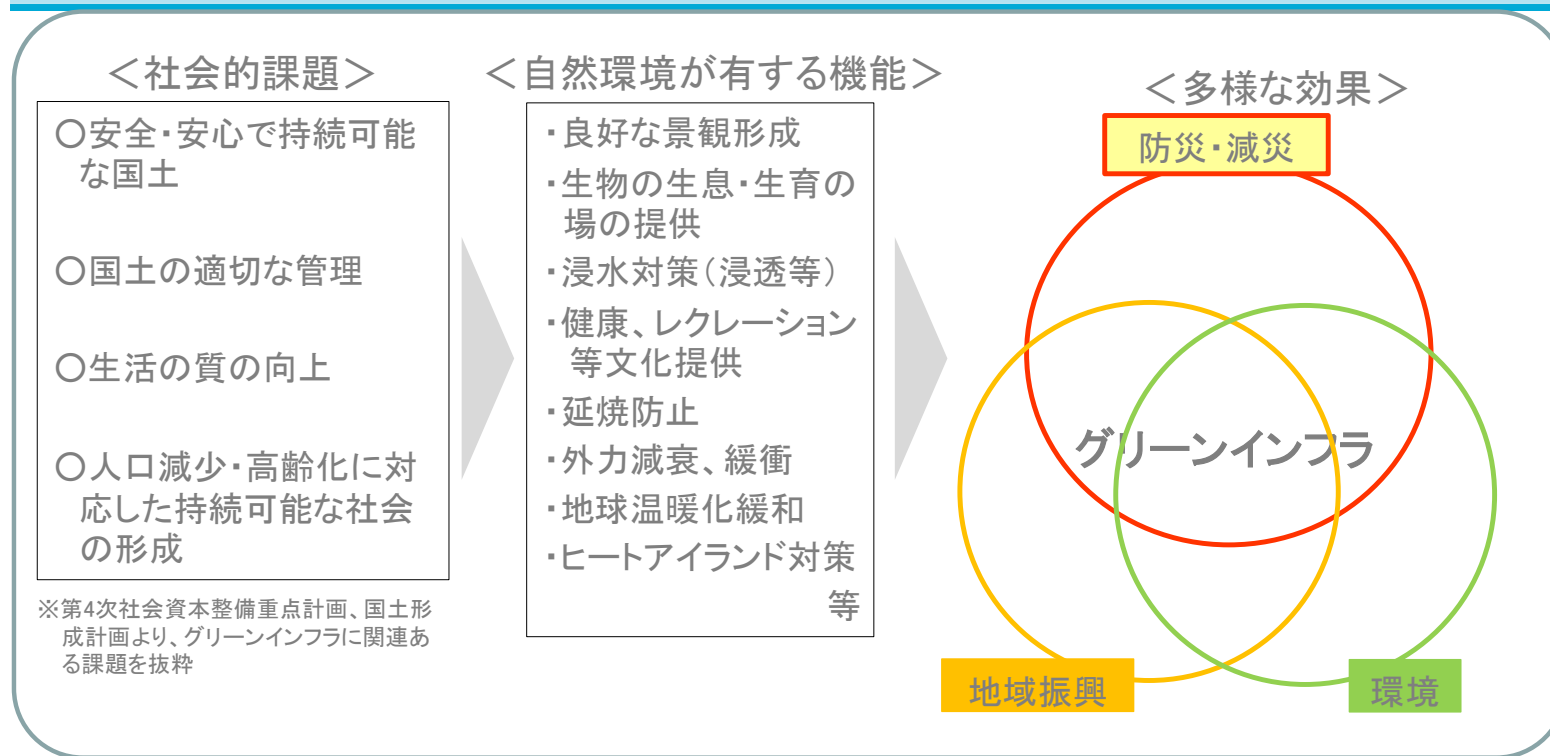 ＜社会的課題＞
〇安全・安心で持続可能
な国土
〇国土の適切な管理
〇生活の質の向上
〇人口減少・高齢化に対
応した持続可能な社会
の形成
※第4次社会資本整備重点計画、国土形
成計画より、グリーンインフラに関連あ
る課題を抜粋
＜自然環境が有する機能＞
・良好な景観形成
・生物の生息・生育の
場の提供
・浸水対策（浸透等）
・健康、レクレーション
等文化提供
・延焼防止
・外力減衰、緩衝
・地球温暖化緩和
・ヒートアイランド対策
等
＜多様な効果＞
防災・減災
グリーンインフラ
地域振興
環境